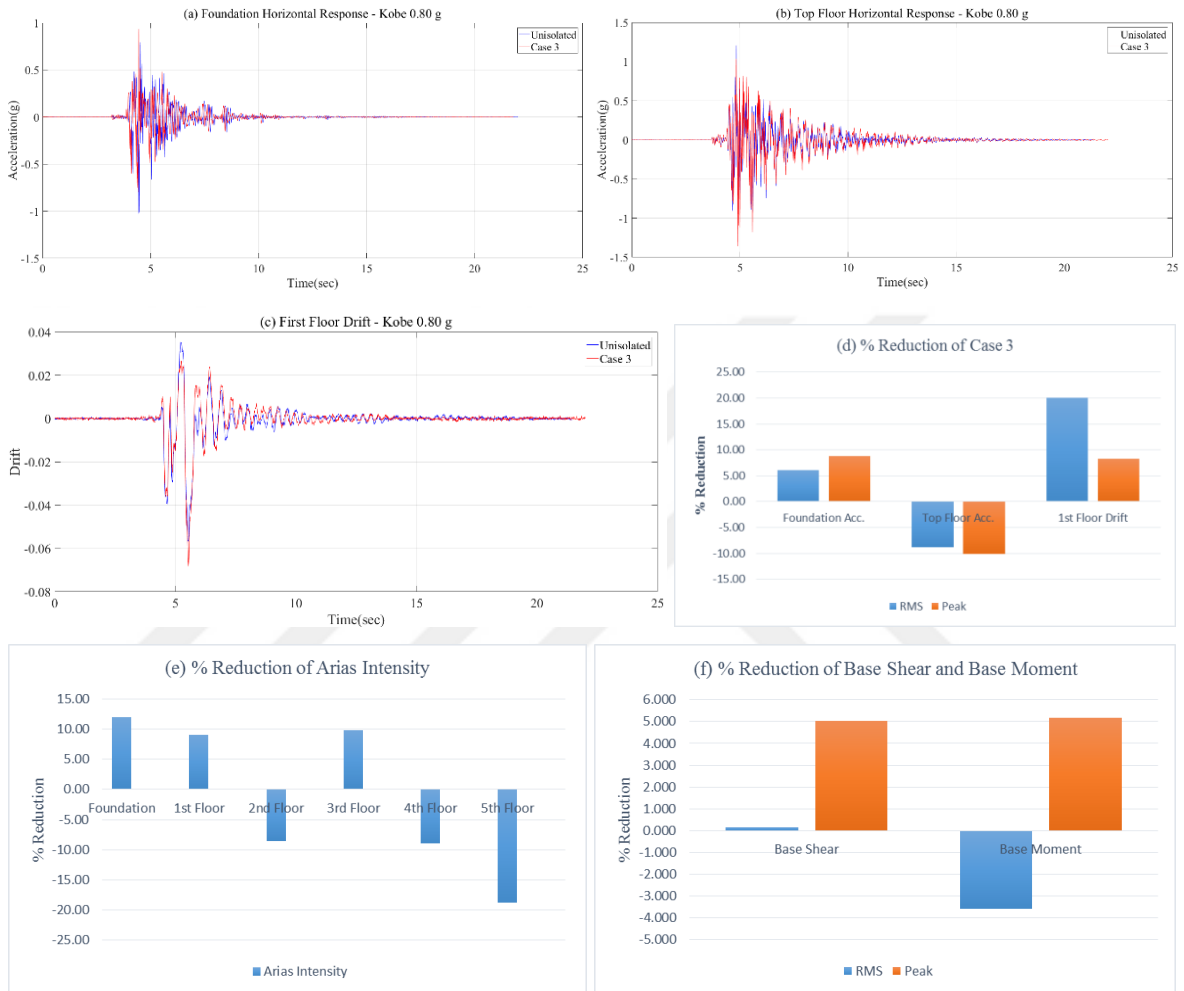 (a) Foundation Horizontal Response - Kobe 0.80 g
Unisolated
Case 3
1
0.5
0
-0.5
-1
-1.5
Acceleration(g)
0
5
10
15
20
25
Time(sec)
(b) Top Floor Horizontal Response - Kobe 0.80 g
Unisolated
Case 3
1.5
1
0.5
0
-0.5
-1
-1.5
Acceleration(g)
0
5
10
15
20
25
Time(sec)
(c) First Floor Drift - Kobe 0.80 g
Unisolated
Case 3
0.04
0.02
0
-0.02
-0.04
-0.06
-0.08
Drift
0
5
10
15
20
25
Time(sec)
(d) % Reduction of Case 3
25.00
20.00
15.00
10.00
5.00
0.00
-5.00
-10.00
-15.00
% Reduction
Foundation Acc.
Top Floor Acc.
1st Floor Drift
RMS
Peak
(e) % Reduction of Arias Intensity
15.00
10.00
5.00
0.00
-5.00
-10.00
-15.00
-20.00
-25.00
% Reduction
Foundation
1st Floor
2nd Floor
3rd Floor
4th Floor
5th Floor
Arias Intensity
(f) % Reduction of Base Shear and Base Moment
6.000
5.000
4.000
3.000
2.000
1.000
0.000
-1.000
-2.000
-3.000
-4.000
-5.000
% Reduction
Base Shear
Base Moment
RMS
Peak